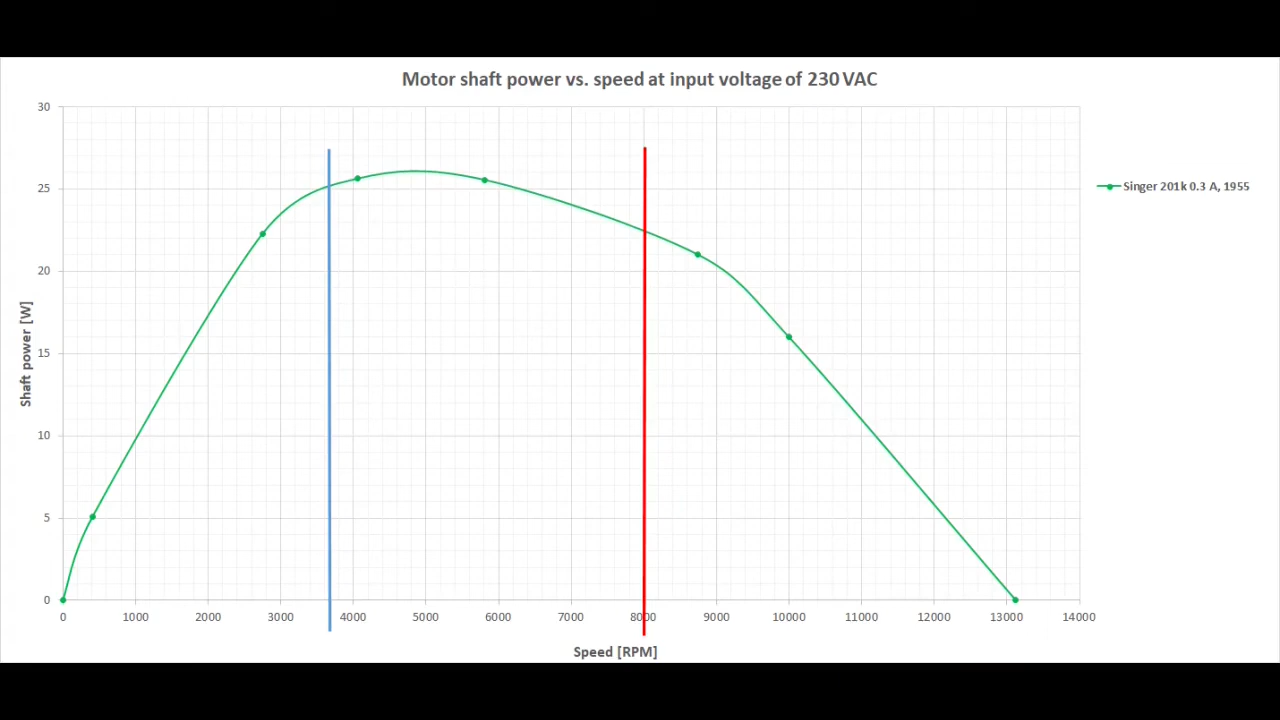 Motor shaft power vs. speed at input voltage of 230 VAC
30
25
20
15
10
5
0
Shaft power [W]
0 1000 2000 3000 4000 5000 6000 7000 8000 9000 10000 11000 12000 13000 14000
Speed [RPM]
Singer 201k 0.3 A, 1955